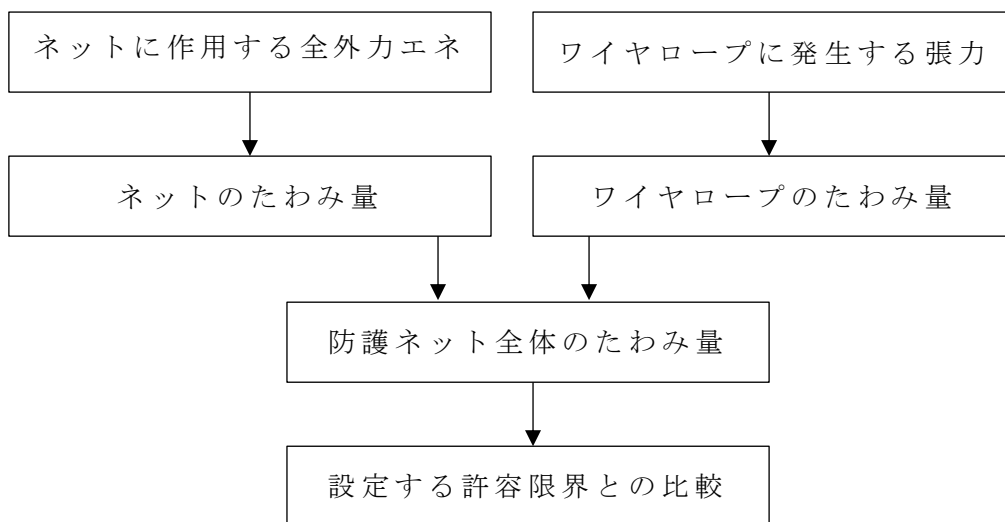 ネットに作用する全外力エネ
ワイヤロープに発生する張力
ネットのたわみ量
ワイヤロープのたわみ量
防護ネット全体のたわみ量
設定する許容限界との比較